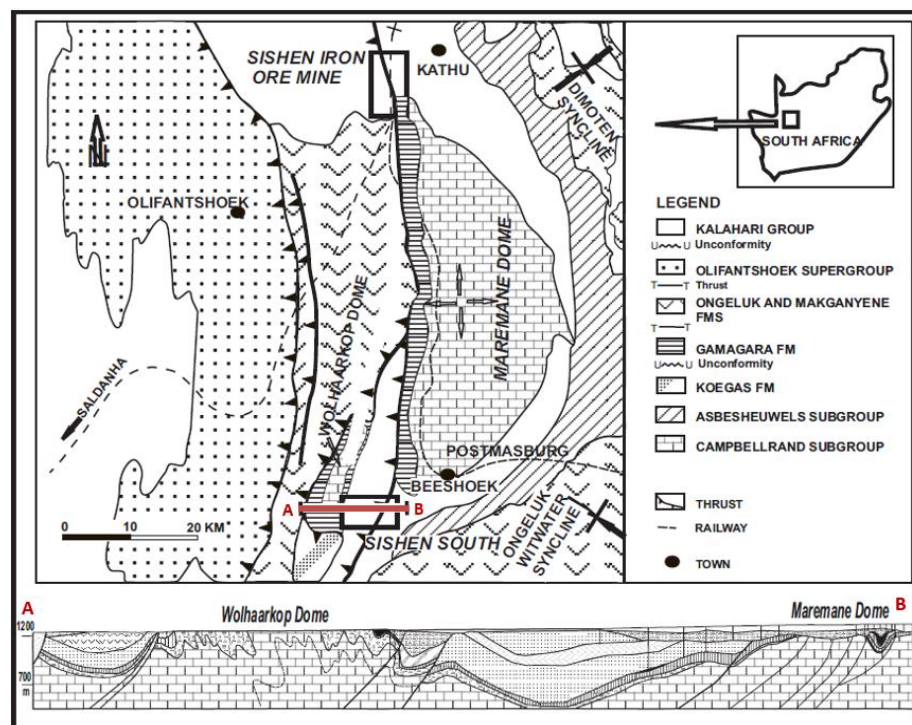 SISHEN IRON
ORE MINE
KATHU
DIMOTEN
SYNCLINE
N
OLIFANTSHOEK
WOLHAARKOP DOME
MAREMANE DOME
SALDANHA
POSTMASBURG
BEESHOEK
A
B
0 10 20 KM
SISHEN SOUTH
ONGELUK
WITWATER
SYNCLINE
SOUTH AFRICA
LEGEND
KALAHARI GROUP
U U Unconformity
OLIFANTSHOEK SUPERGROUP
T T Thrust
ONGELUK AND MAKGANYENE
FMS
T T
GAMAGARA FM
U U Unconformity
KOEGAS FM
ASBESHEUWELS SUBGROUP
CAMPBELLRAND SUBGROUP
THRUST
RAILWAY
TOWN
A
Wolhaarkop Dome
Maremane Dome
B
1200
700
m